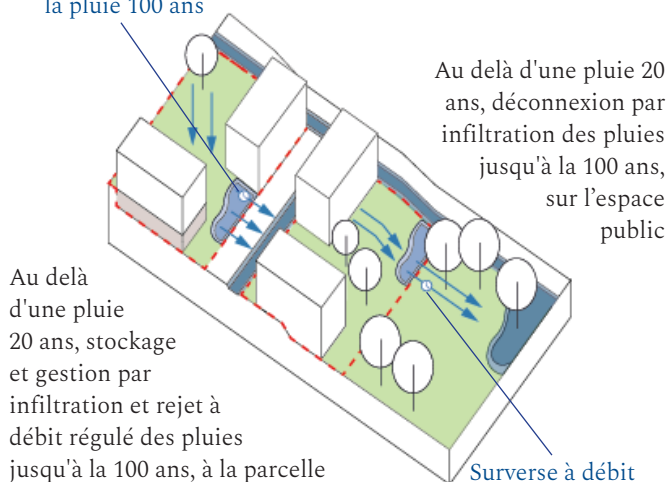 la pluie 100 ans
Au delà d'une pluie 20
ans, déconnexion par
infiltration des pluies
jusqu'à la 100 ans,
sur l'espace
public
Au delà
d'une pluie
20 ans, stockage
et gestion par
infiltration et rejet à
débit régulé des pluies
jusqu'à la 100 ans, à la parcelle
Surverse à débit